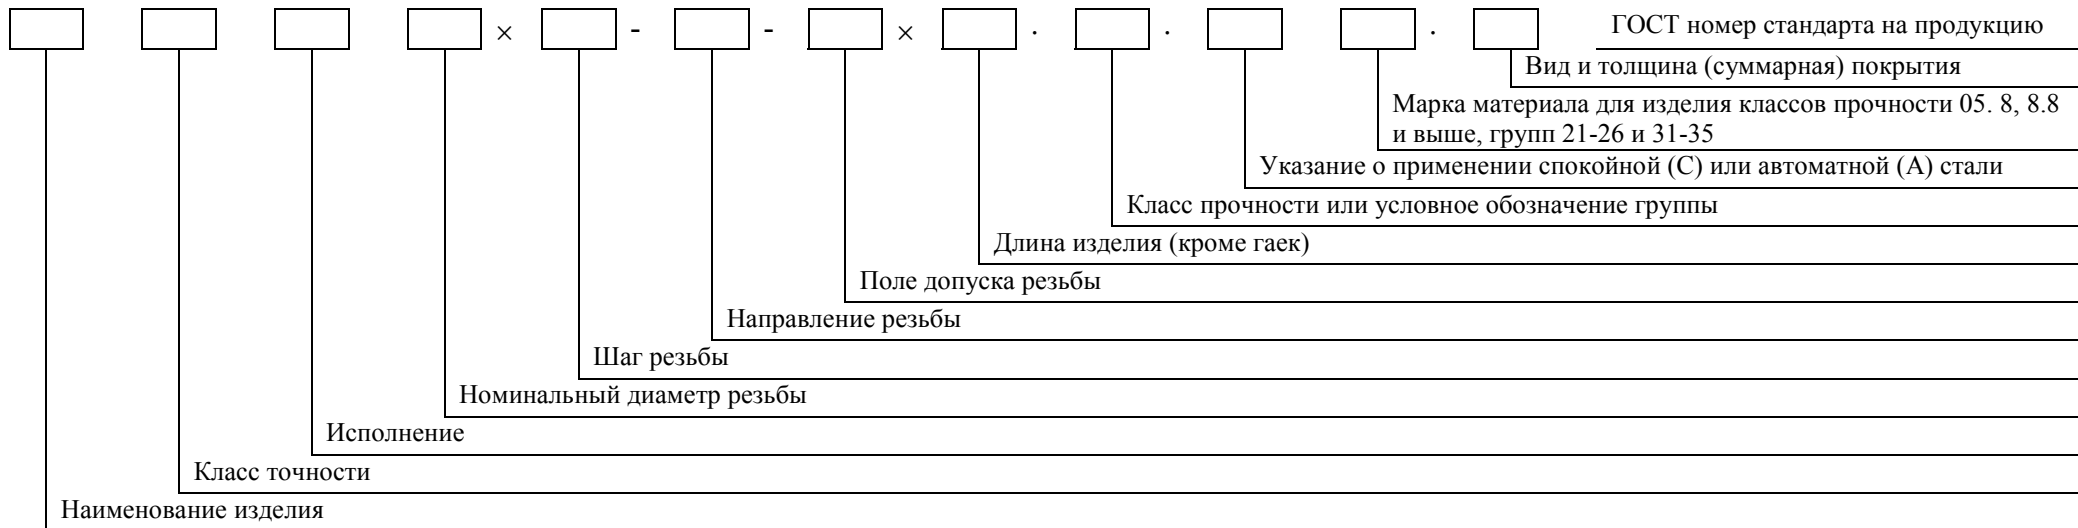 × - - × . . . ГОСТ номер стандарта на продукцию
Вид и толщина (суммарная) покрытия
Марка материала для изделия классов прочности 05. 8, 8.8
и выше, групп 21-26 и 31-35
Указание о применении спокойной (С) или автоматной (А) стали
Класс прочности или условное обозначение группы
Длина изделия (кроме гаек)
Поле допуска резьбы
Направление резьбы
Шаг резьбы
Номинальный диаметр резьбы
Исполнение
Класс точности
Наименование изделия